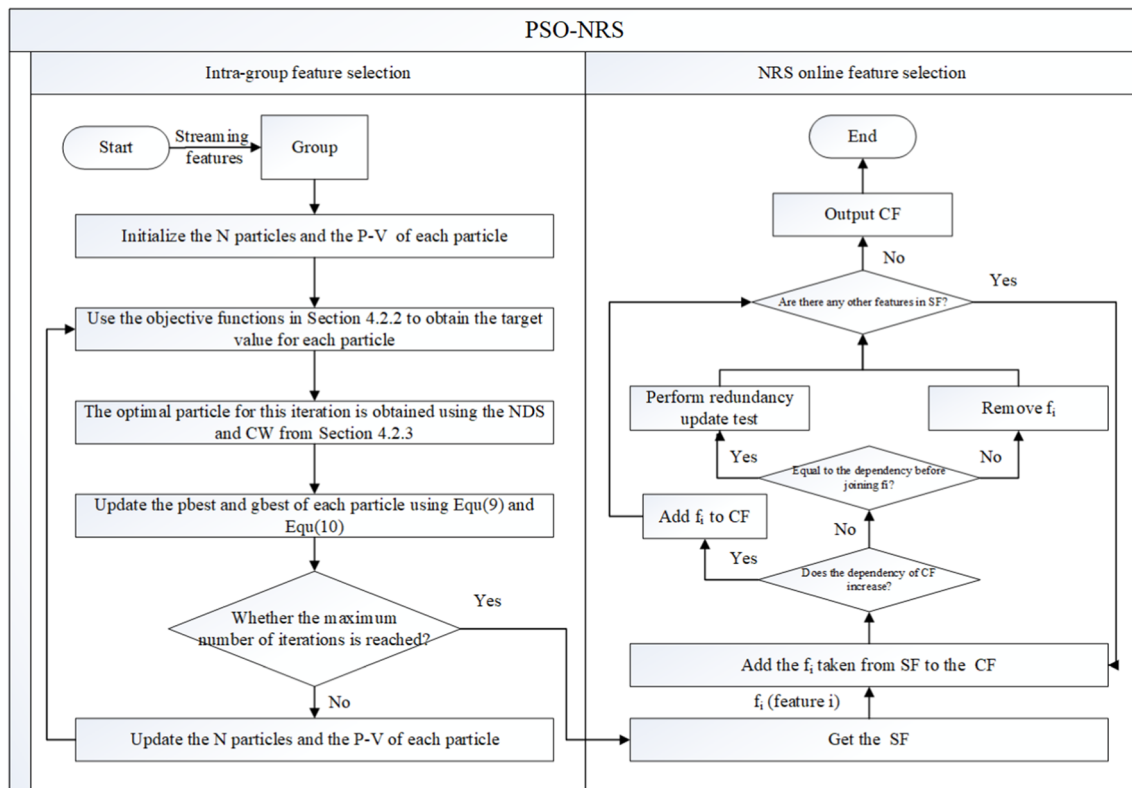 PSO-NRS
Intra-group feature selection
NRS online feature selection
Start
Streaming
features
Group
Initialize the N particles and the P-V of each particle
Use the objective functions in Section 4.2.2 to obtain the target
value for each particle
The optimal particle for this iteration is obtained using the NDS
and CW from Section 4.2.3
Update the pbest and gbest of each particle using Equ(9) and
Equ(10)
Whether the maximum
number of iterations is reached?
Yes
No
Update the N particles and the P-V of each particle
End
Output CF
No
Yes
Are there any other features in SF?
Perform redundancy
update test
Remove fi
Yes
No
Equal to the dependency before
joining fi?
Add fi to CF
No
Yes
Does the dependency of CF
increase?
Add the fi taken from SF to the CF
fi (feature i)
Get the SF